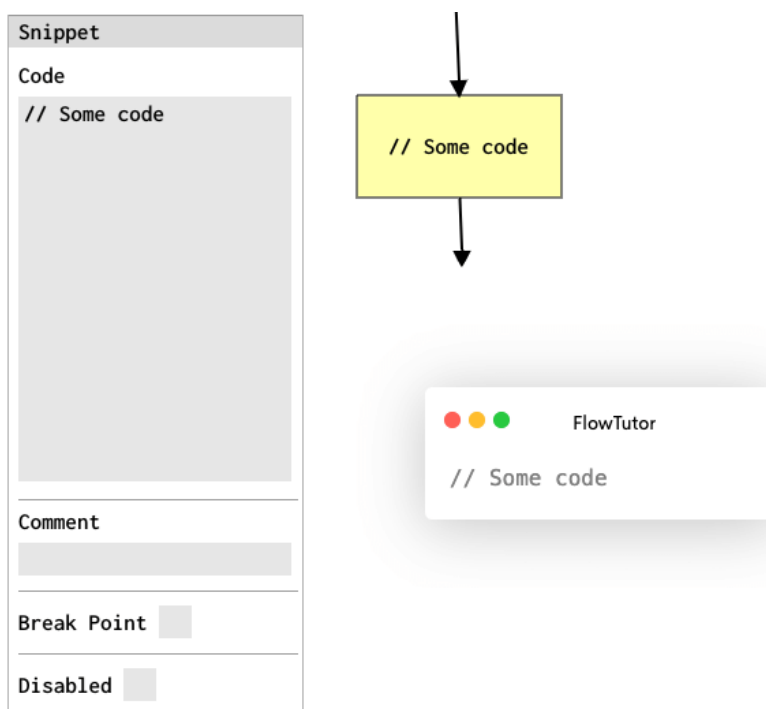 Snippet
Code
// Some code
Comment
Break Point
Disabled
// Some code
FlowTutor
// Some code